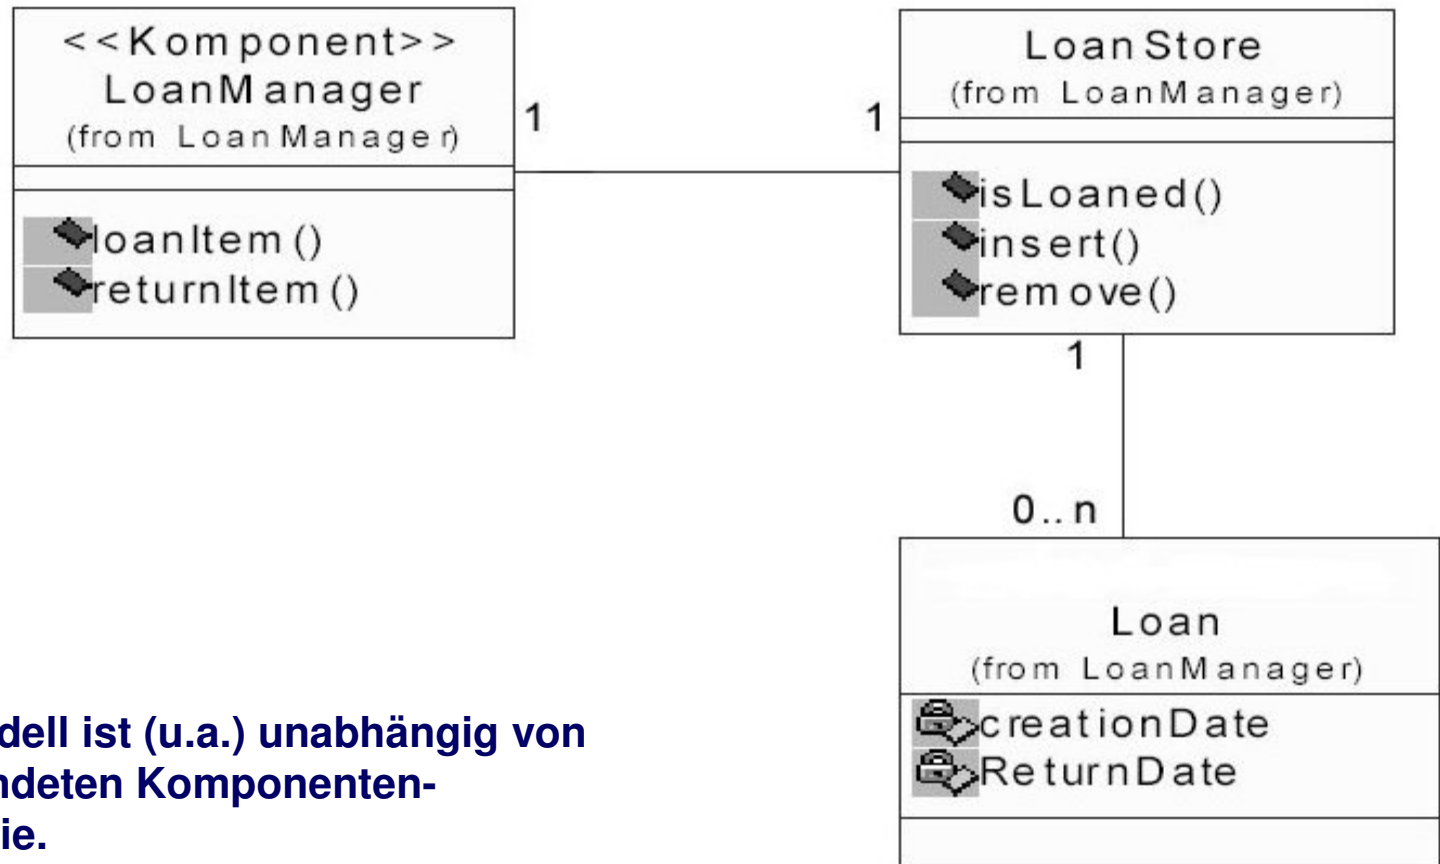 <<Komponent>>
LoanManager
(from LoanManager)
loanItem()
returnItem()
1
1
LoanStore
(from LoanManager)
isLoaned()
insert()
remove()
1
0..n
Loan
(from LoanManager)
creationDate
ReturnDate
dell ist (u.a.) unabhängig von
ndeten Komponenten-
ie.